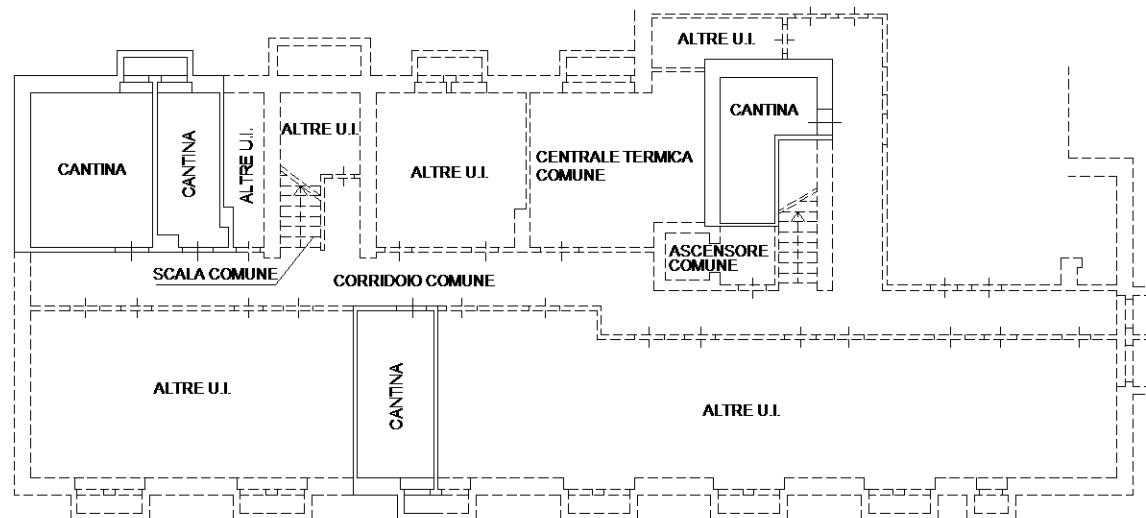 ALTRE U.I.
CANTINA
CANTINA
CANTINA
ALTRE U.I.
ALTRE U.I.
ALTRE U.I.
CENTRALE TERMICA
COMUNE
SCALA COMUNE
CORRIDOIO COMUNE
ASCENSORE
COMUNE
ALTRE U.I.
CANTINA
ALTRE U.I.